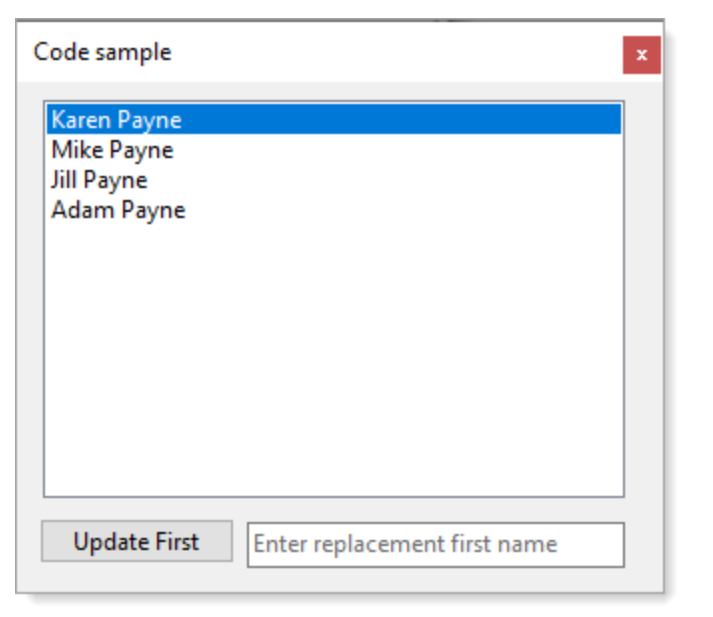 Code sample
x
Karen Payne
Mike Payne
Jill Payne
Adam Payne
Update First
Enter replacement first name